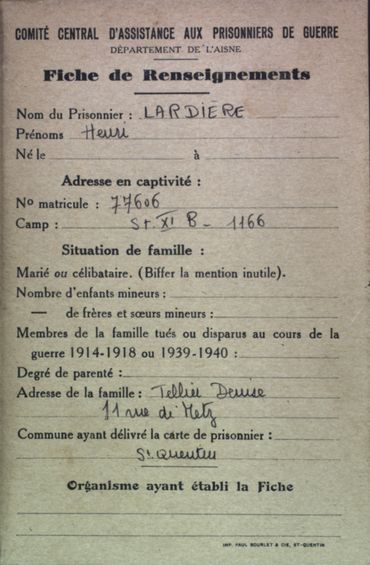 COMITÉ CENTRAL D'ASSISTANCE AUX PRISONNIERS DE GUERRE
DÉPARTEMENT DE L'AISNE
Fiche de Renseignements
Nom du Prisonnier : LARDIÈRE
Prénoms Henri
Né le à
Adresse en captivité :
No matricule : 77606
Camp : St. XI B - 1166
Situation de famille :
Marié ou célibataire. (Biffer la mention inutile).
Nombre d'enfants mineurs :
— de frères et sœurs mineurs :
Membres de la famille tués ou disparus au cours de la
guerre 1914-1918 ou 1939-1940 :
Degré de parenté :
Adresse de la famille : Tellier Denise
11 rue de Metz
Commune ayant délivré la carte de prisonnier :
St Quentin
Organisme ayant établi la Fiche
IMP. PAUL BOURLET & CIE, ST-QUENTIN